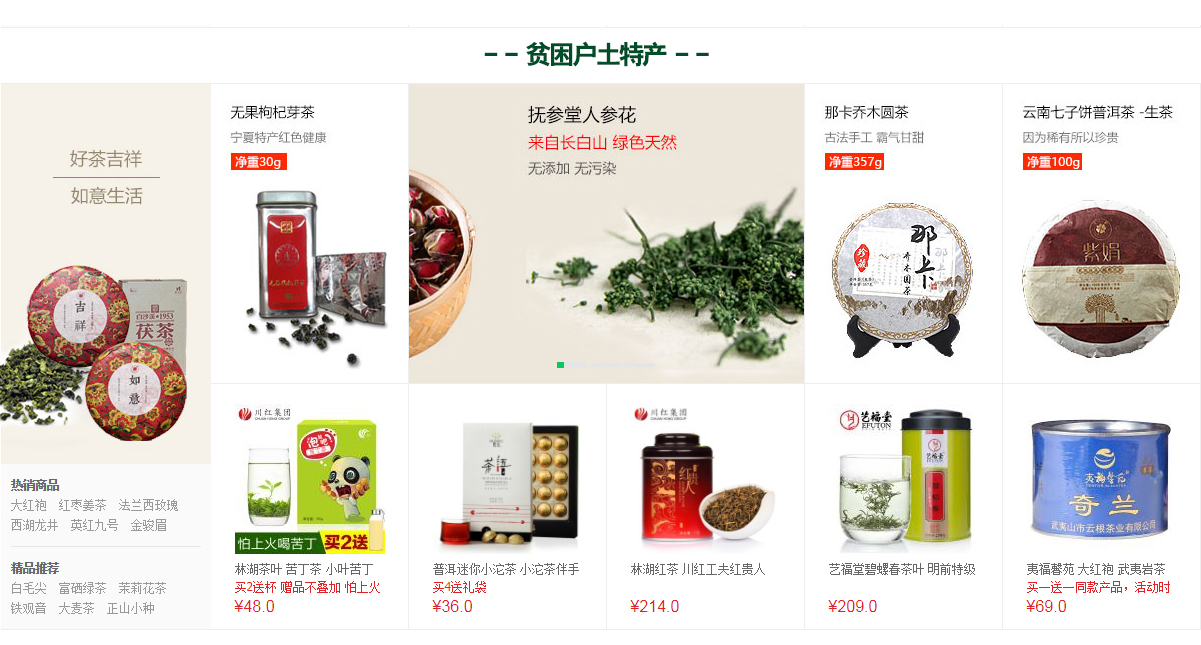 – – 贫困户土特产 – –
好茶吉祥
如意生活
吉祥
白沙溪1953
茯茶
如意
热销商品
大红袍 红枣姜茶 法兰西玫瑰
西湖龙井 英红九号 金骏眉
精品推荐
白毛尖 富硒绿茶 茉莉花茶
铁观音 大麦茶 正山小种
无果枸杞芽茶
宁夏特产红色健康
净重30g
抚参堂人参花
来自长白山 绿色天然
无添加 无污染
那卡乔木圆茶
古法手工 霸气甘甜
净重357g
珍藏
那卡
乔木圆茶
云南七子饼普洱茶 -生茶
因为稀有所以珍贵
净重100g
紫娟
川红集团
怕上火喝苦丁 买2送
林湖茶叶 苦丁茶 小叶苦丁
买2送杯 赠品不叠加 怕上火
¥48.0
茶语
普洱迷你小沱茶 小沱茶伴手
买4送礼袋
¥36.0
川红集团
红贵人
林湖红茶 川红工夫红贵人
¥214.0
艺福堂
EFUTON
艺福堂碧螺春茶叶 明前特级
¥209.0
夷福馨苑
奇兰
武夷山市云根茶业有限公司
夷福馨苑 大红袍 武夷岩茶
买一送一同款产品，活动时
¥69.0